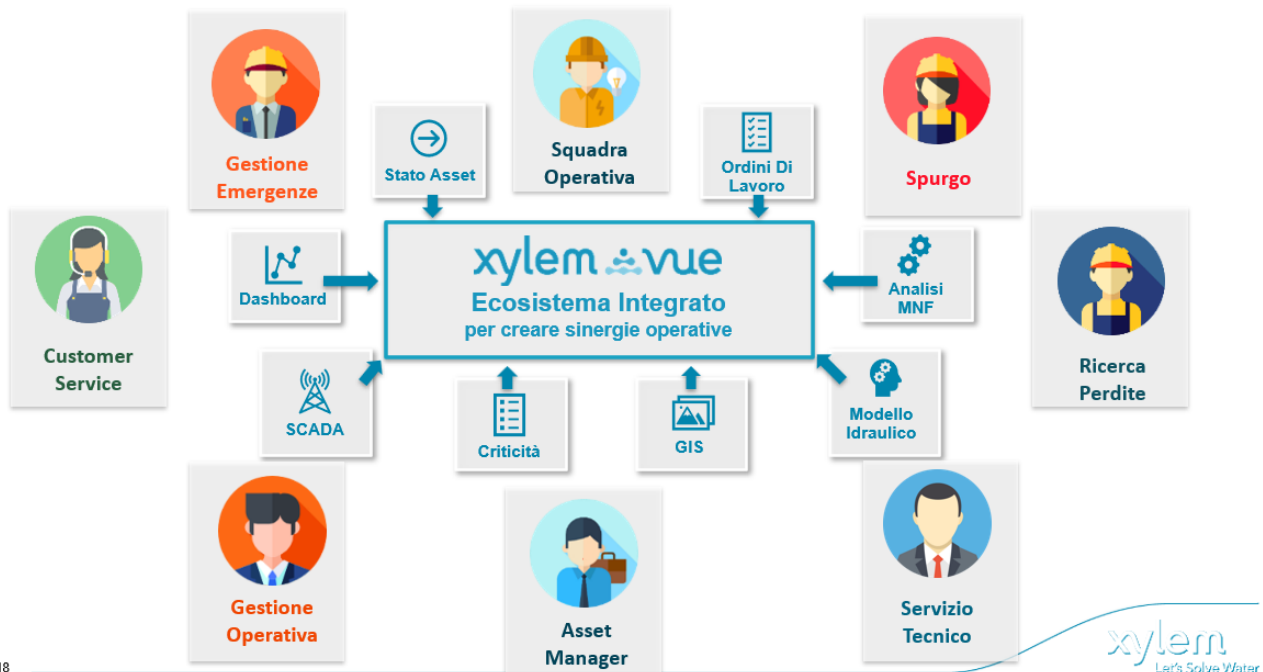 Gestione
Emergenze
Stato Asset
Squadra
Operativa
Ordini Di
Lavoro
Spurgo
Customer
Service
Dashboard
xylem vue
Ecosistema Integrato
per creare sinergie operative
Analisi
MNF
Ricerca
Perdite
SCADA
Criticità
GIS
Modello
Idraulico
Gestione
Operativa
Asset
Manager
Servizio
Tecnico
xylem
Let's Solve Water